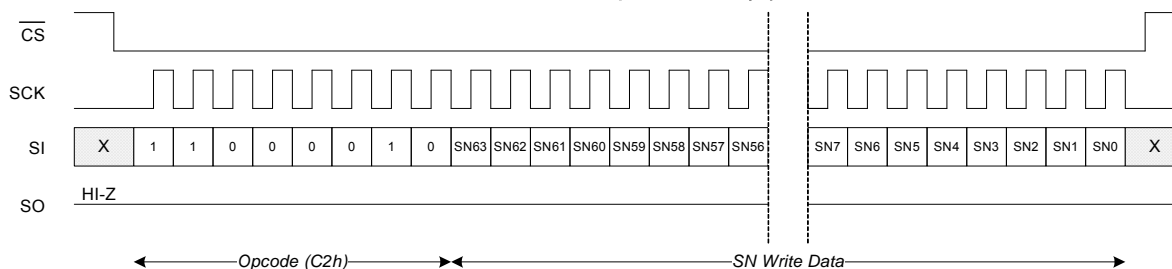 CS
SCK
SI X 1 1 0 0 0 0 1 0 SN63 SN62 SN61 SN60 SN59 SN58 SN57 SN56 SN7 SN6 SN5 SN4 SN3 SN2 SN1 SN0 X
HI-Z
SO
Opcode (C2h) SN Write Data